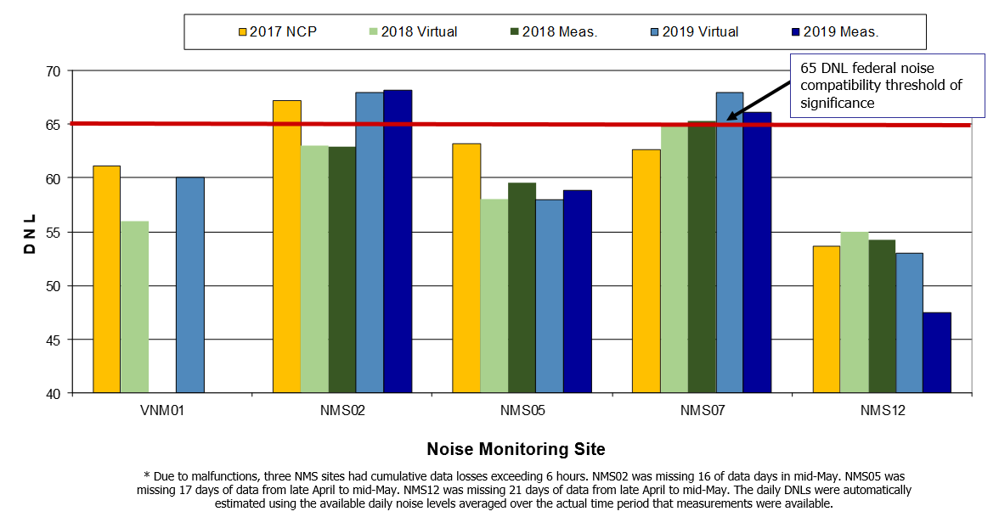 2017 NCP 2018 Virtual 2018 Meas. 2019 Virtual 2019 Meas.
65 DNL federal noise
compatibility threshold of
significance
70
65
60
55
50
45
40
DNL
VNM01 NMS02 NMS05 NMS07 NMS12
Noise Monitoring Site
* Due to malfunctions, three NMS sites had cumulative data losses exceeding 6 hours. NMS02 was missing 16 of data days in mid-May. NMS05 was
missing 17 days of data from late April to mid-May. NMS12 was missing 21 days of data from late April to mid-May. The daily DNLs were automatically
estimated using the available daily noise levels averaged over the actual time period that measurements were available.